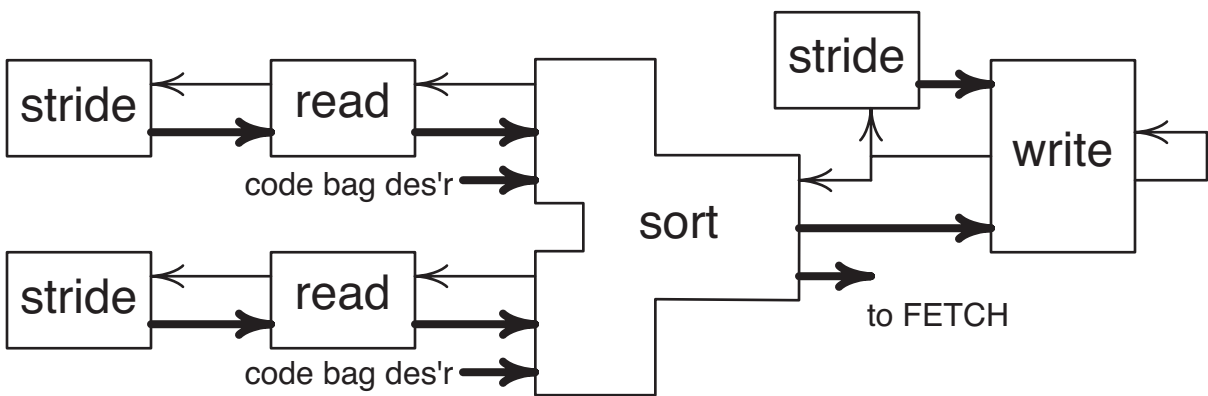 stride
stride
read
write
code bag des'r
sort
stride
read
to FETCH
code bag des'r